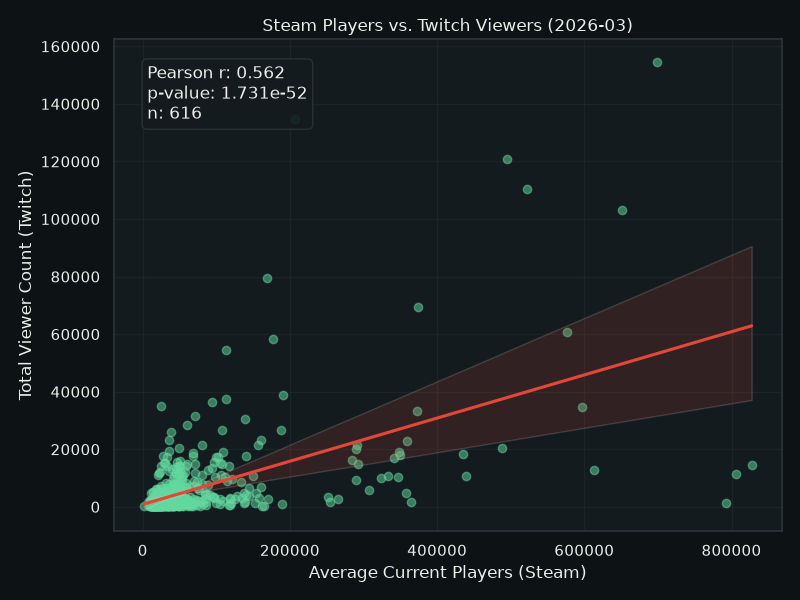 Steam Players vs. Twitch Viewers (2026-03)
160000
140000
120000
100000
80000
60000
40000
20000
0
Pearson r: 0.562
p-value: 1.731e-52
n: 616
Total Viewer Count (Twitch)
0
200000
400000
600000
800000
Average Current Players (Steam)